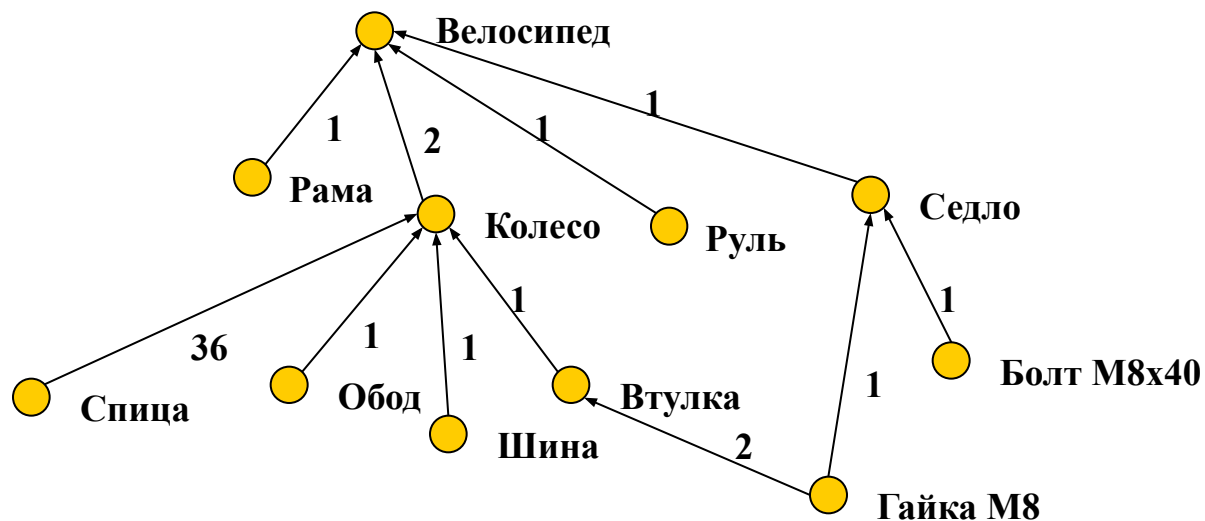 Велосипед
1
1
1
2
Рама
Седло
Колесо
Руль
1
1
36
1
1
Болт М8х40
1
Спица
Обод
Втулка
Шина
2
Гайка М8